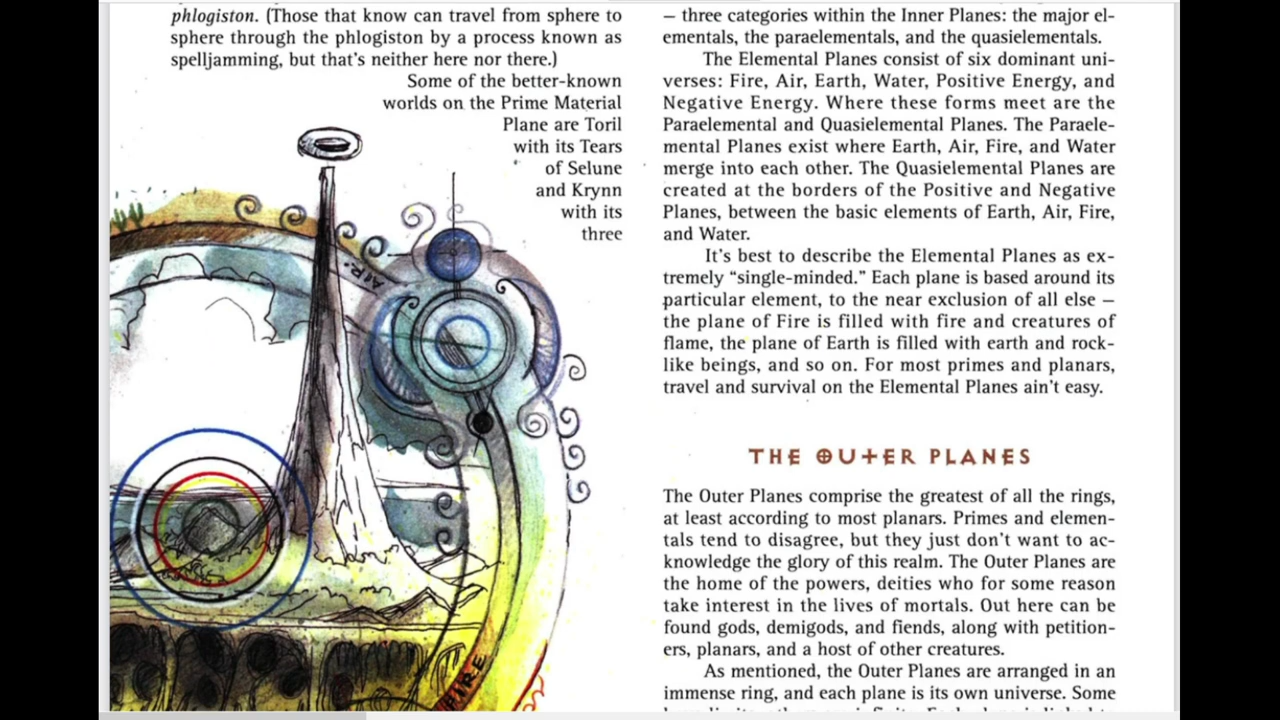 phlogiston. (Those that know can travel from sphere to
sphere through the phlogiston by a process known as
spelljamming, but that's neither here nor there.)
Some of the better-known
worlds on the Prime Material
Plane are Toril
with its Tears
of Selune
and Krynn
with its
three
AIR
FIRE
— three categories within the Inner Planes: the major el-
ementals, the paraelementals, and the quasielementals.
The Elemental Planes consist of six dominant uni-
verses: Fire, Air, Earth, Water, Positive Energy, and
Negative Energy. Where these forms meet are the
Paraelemental and Quasielemental Planes. The Paraele-
mental Planes exist where Earth, Air, Fire, and Water
merge into each other. The Quasielemental Planes are
created at the borders of the Positive and Negative
Planes, between the basic elements of Earth, Air, Fire,
and Water.
It's best to describe the Elemental Planes as ex-
tremely “single-minded.” Each plane is based around its
particular element, to the near exclusion of all else —
the plane of Fire is filled with fire and creatures of
flame, the plane of Earth is filled with earth and rock-
like beings, and so on. For most primes and planars,
travel and survival on the Elemental Planes ain't easy.
THE OUTER PLANES
The Outer Planes comprise the greatest of all the rings,
at least according to most planars. Primes and elemen-
tals tend to disagree, but they just don't want to ac-
knowledge the glory of this realm. The Outer Planes are
the home of the powers, deities who for some reason
take interest in the lives of mortals. Out here can be
found gods, demigods, and fiends, along with petition-
ers, planars, and a host of other creatures.
As mentioned, the Outer Planes are arranged in an
immense ring, and each plane is its own universe. Some